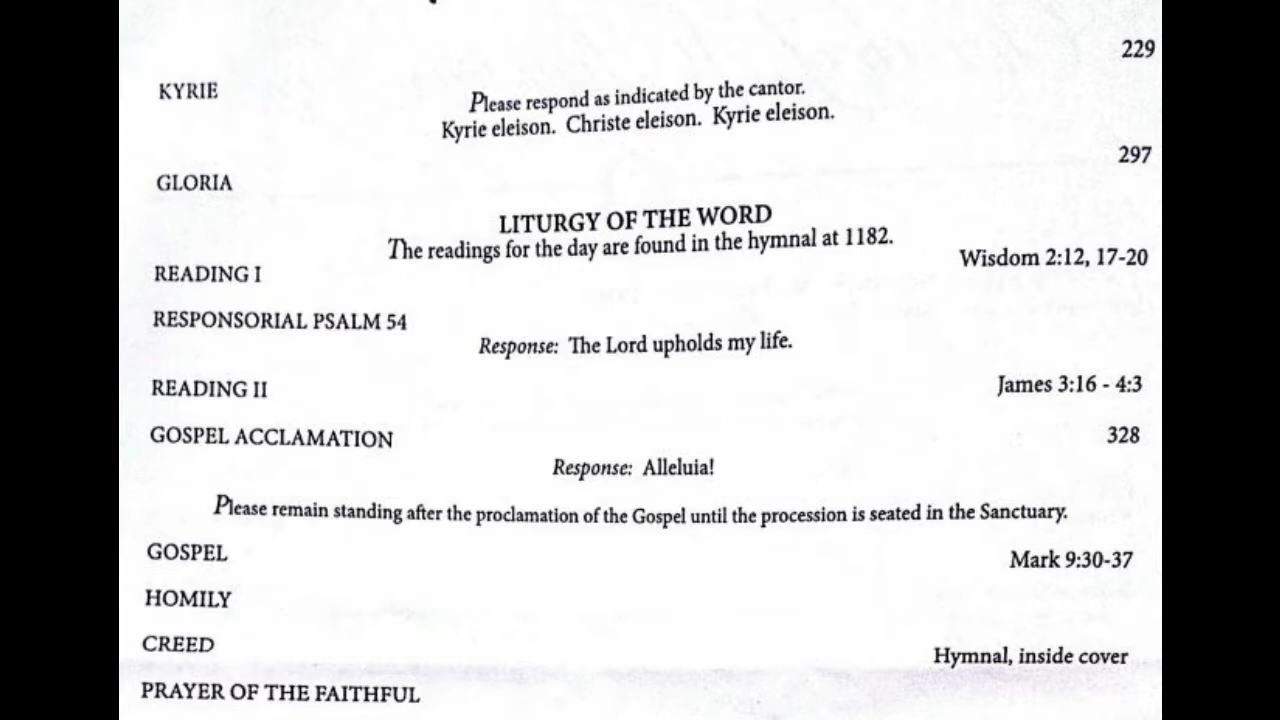 229
KYRIE
Please respond as indicated by the cantor.
Kyrie eleison. Christe eleison. Kyrie eleison.
297
GLORIA
LITURGY OF THE WORD
The readings for the day are found in the hymnal at 1182.
READING I Wisdom 2:12, 17-20
RESPONSORIAL PSALM 54
Response: The Lord upholds my life.
READING II James 3:16 - 4:3
GOSPEL ACCLAMATION 328
Response: Alleluia!
Please remain standing after the proclamation of the Gospel until the procession is seated in the Sanctuary.
GOSPEL Mark 9:30-37
HOMILY
CREED Hymnal, inside cover
PRAYER OF THE FAITHFUL